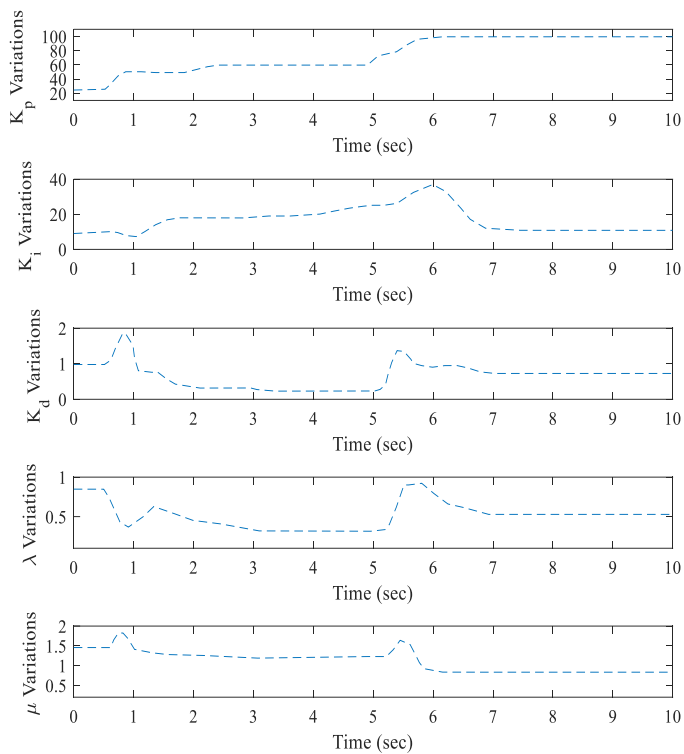 K_p Variations
100
80
60
40
20
0 1 2 3 4 5 6 7 8 9 10
Time (sec)
K_i Variations
40
20
0
0 1 2 3 4 5 6 7 8 9 10
Time (sec)
K_d Variations
2
1
0
0 1 2 3 4 5 6 7 8 9 10
Time (sec)
λ Variations
1
0.5
0 1 2 3 4 5 6 7 8 9 10
Time (sec)
μ Variations
2
1.5
1
0.5
0 1 2 3 4 5 6 7 8 9 10
Time (sec)